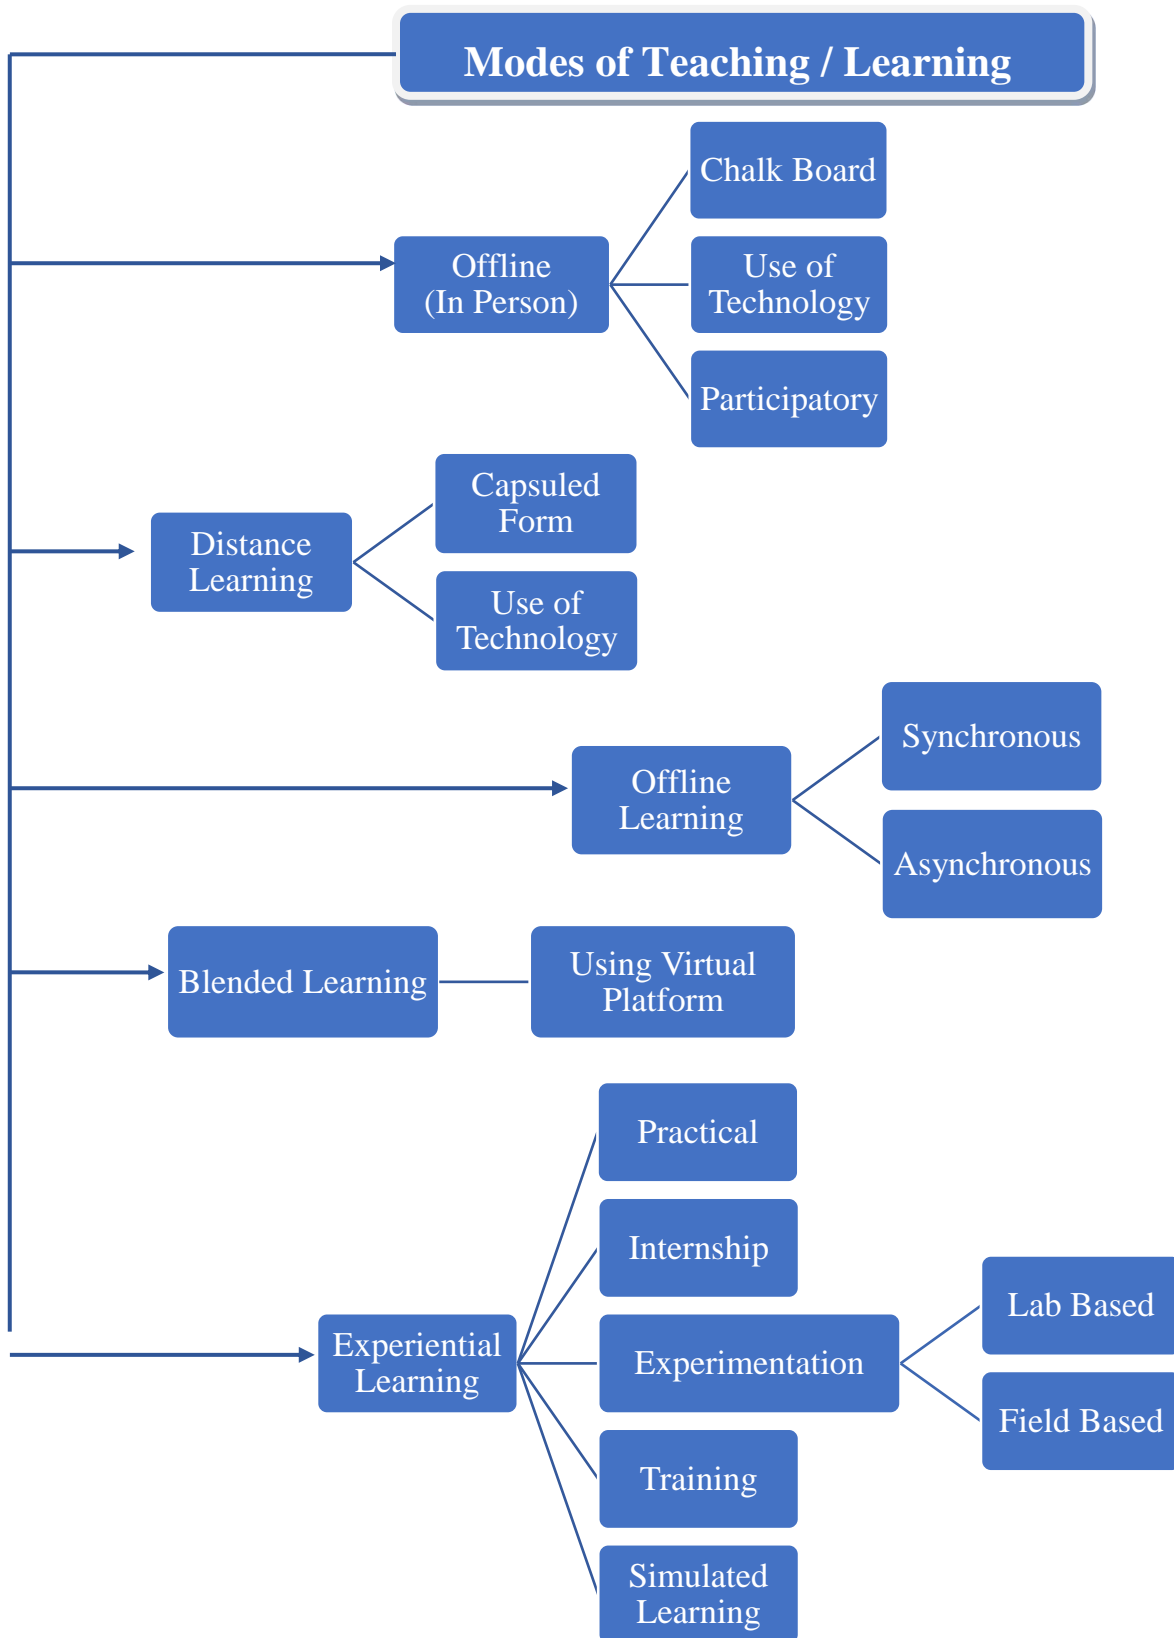 Modes of Teaching / Learning
Chalk Board
Offline
(In Person)
Use of
Technology
Participatory
Capsuled
Form
Distance
Learning
Use of
Technology
Synchronous
Offline
Learning
Asynchronous
Blended Learning
Using Virtual
Platform
Practical
Internship
Lab Based
Experiential
Learning
Experimentation
Field Based
Training
Simulated
Learning